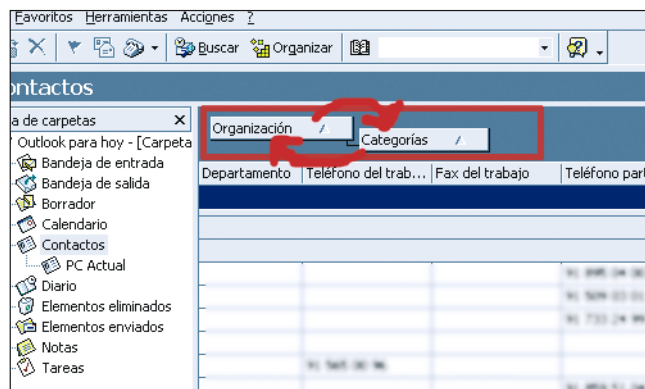 Favoritos Herramientas Acciones ?
Buscar Organizar
ontactos
a de carpetas X
Organización
Categorías
Outlook para hoy - [Carpeta
Departamento Teléfono del trab... Fax del trabajo Teléfono part
Bandeja de entrada
Bandeja de salida
Borrador
Calendario
Contactos
PC Actual
Diario
Elementos eliminados
Elementos enviados
Notas
Tareas